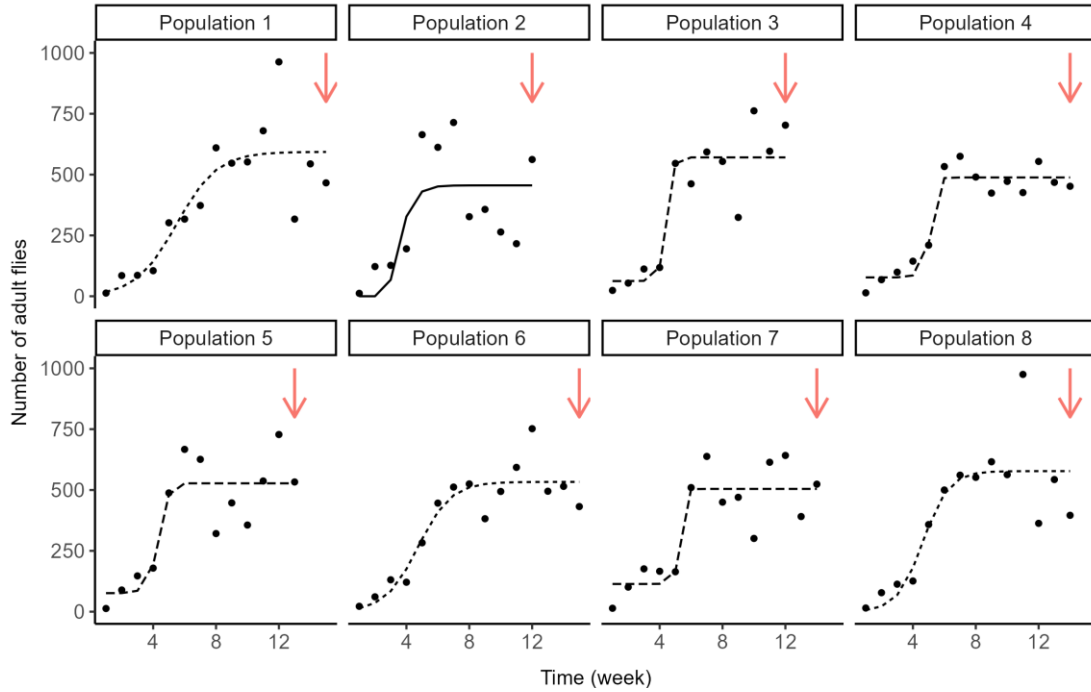 Population 1 Population 2 Population 3 Population 4
1000
750
500
250
0
Population 5 Population 6 Population 7 Population 8
1000
750
500
250
0
4 8 12 4 8 12 4 8 12 4 8 12
Time (week)
Number of adult flies